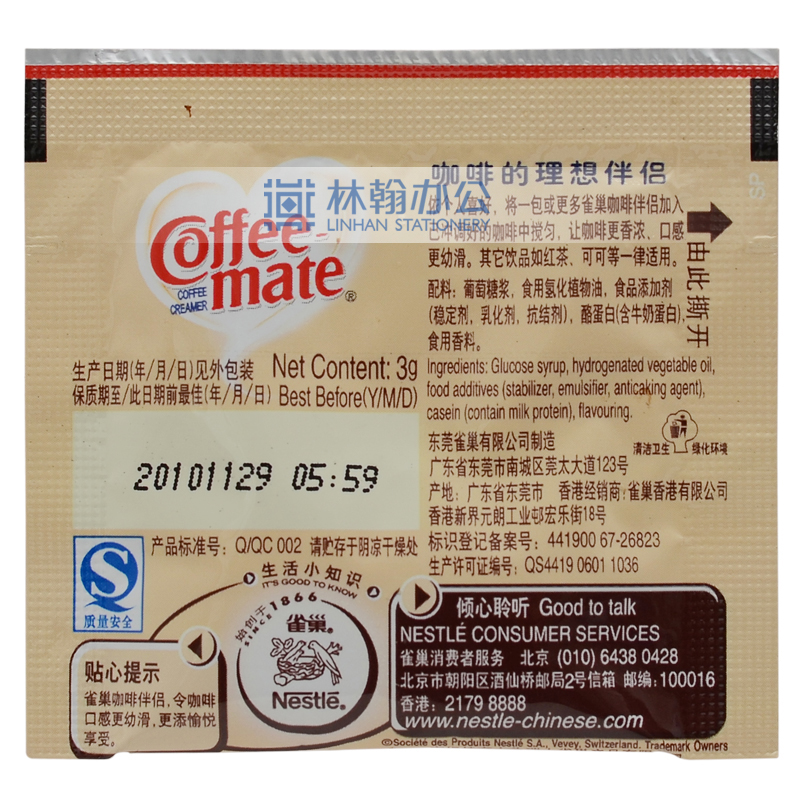 咖啡的理想伴侣
林翰办公
LINHAN STATIONERY
SP
Coffee-
mate®
COFFEE
CREAMER
好，将一包或更多雀巢咖啡伴侣加入
已冲调好的咖啡中搅匀，让咖啡更香浓、口感
更幼滑。其它饮品如红茶，可可等一律适用。
由此撕开
配料：葡萄糖浆，食用氢化植物油，食品添加剂
(稳定剂，乳化剂，抗结剂)，酪蛋白(含牛奶蛋白)，
食用香料。
Ingredients: Glucose syrup, hydrogenated vegetable oil,
food additives (stabilizer, emulsifier, anticaking agent),
casein (contain milk protein), flavouring.
生产日期(年/月/日)见外包装 Net Content: 3g
保质期至/此日期前最佳(年/月/日) Best Before(Y/M/D)
20101129 05:59
清洁卫生 绿化环境
东莞雀巢有限公司制造
广东省东莞市南城区莞太大道123号
产地：广东省东莞市 香港经销商：雀巢香港有限公司
香港新界元朗工业邨宏乐街18号
标识登记备案号：441900 67-26823
生产许可证编号：QS4419 0601 1036
产品标准号：Q/QC 002 请贮存于阴凉干燥处
质量安全
生活小知识
IT'S GOOD TO KNOW
始创于
SINCE 1866
雀巢®
Nestlé®
贴心提示
雀巢咖啡伴侣，令咖啡
口感更幼滑，更添愉悦
享受。
倾心聆听 Good to talk
NESTLÉ CONSUMER SERVICES
雀巢消费者服务 北京 (010) 6438 0428
北京市朝阳区酒仙桥邮局2号信箱 邮编:100016
香港: 2179 8888
www.nestle-chinese.com
©Société des Produits Nestlé S.A., Vevey, Switzerland. Trademark Owners